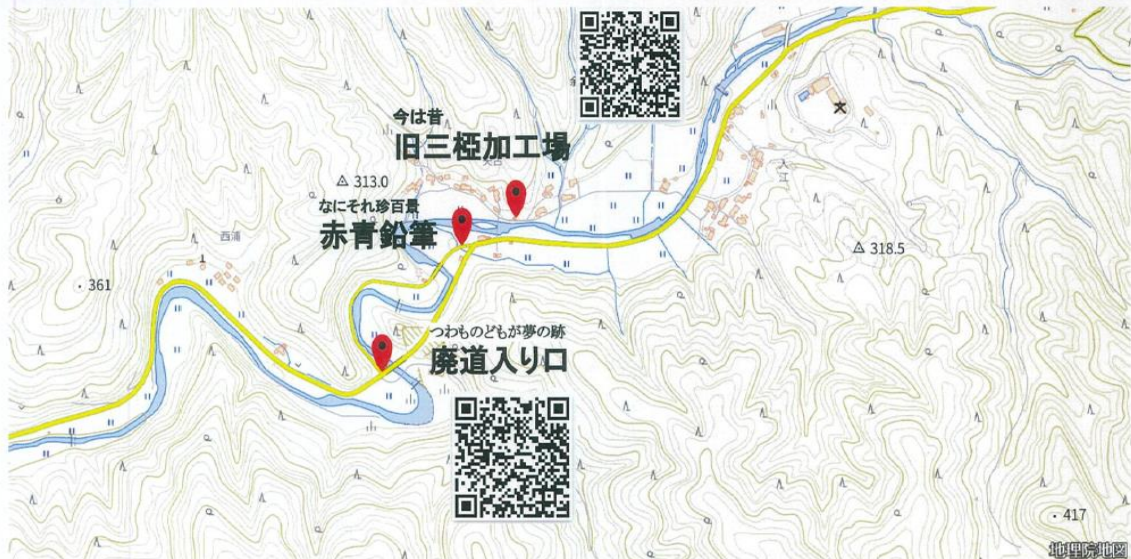 今は昔
旧三椏加工場
313.0
なにそれ珍百景
赤青鉛筆
西浦
361
318.5
入江
つわものどもが夢の跡
廃道入り口
417
地理院地図